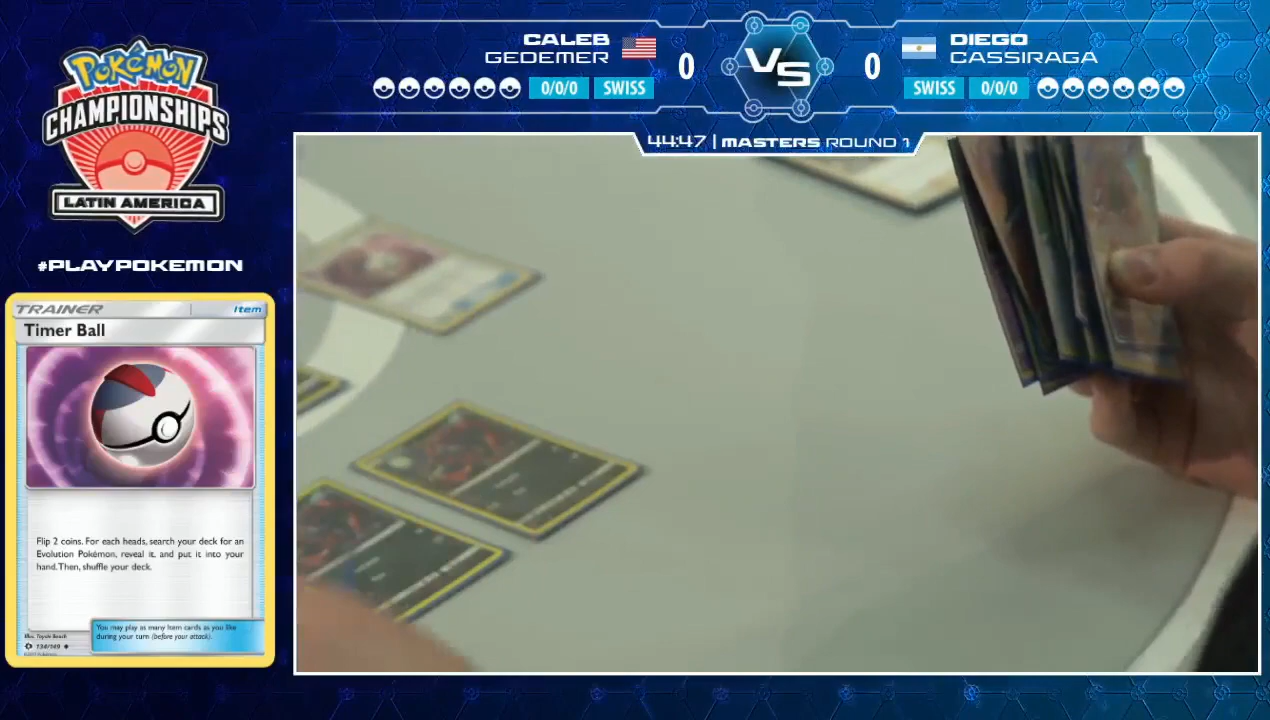 Pokémon
CHAMPIONSHIPS
LATIN AMERICA
#PLAYPOKEMON
CALEB
GEDEMER
0
0/0/0
SWISS
VS
0
DIEGO
CASSIRAGA
SWISS
0/0/0
44:47 | MASTERS ROUND 1
TRAINER
Item
Timer Ball
Flip 2 coins. For each heads, search your deck for an
Evolution Pokémon, reveal it, and put it into your
hand. Then, shuffle your deck.
You may play as many Item cards as you like
during your turn (before your attack).
134/149